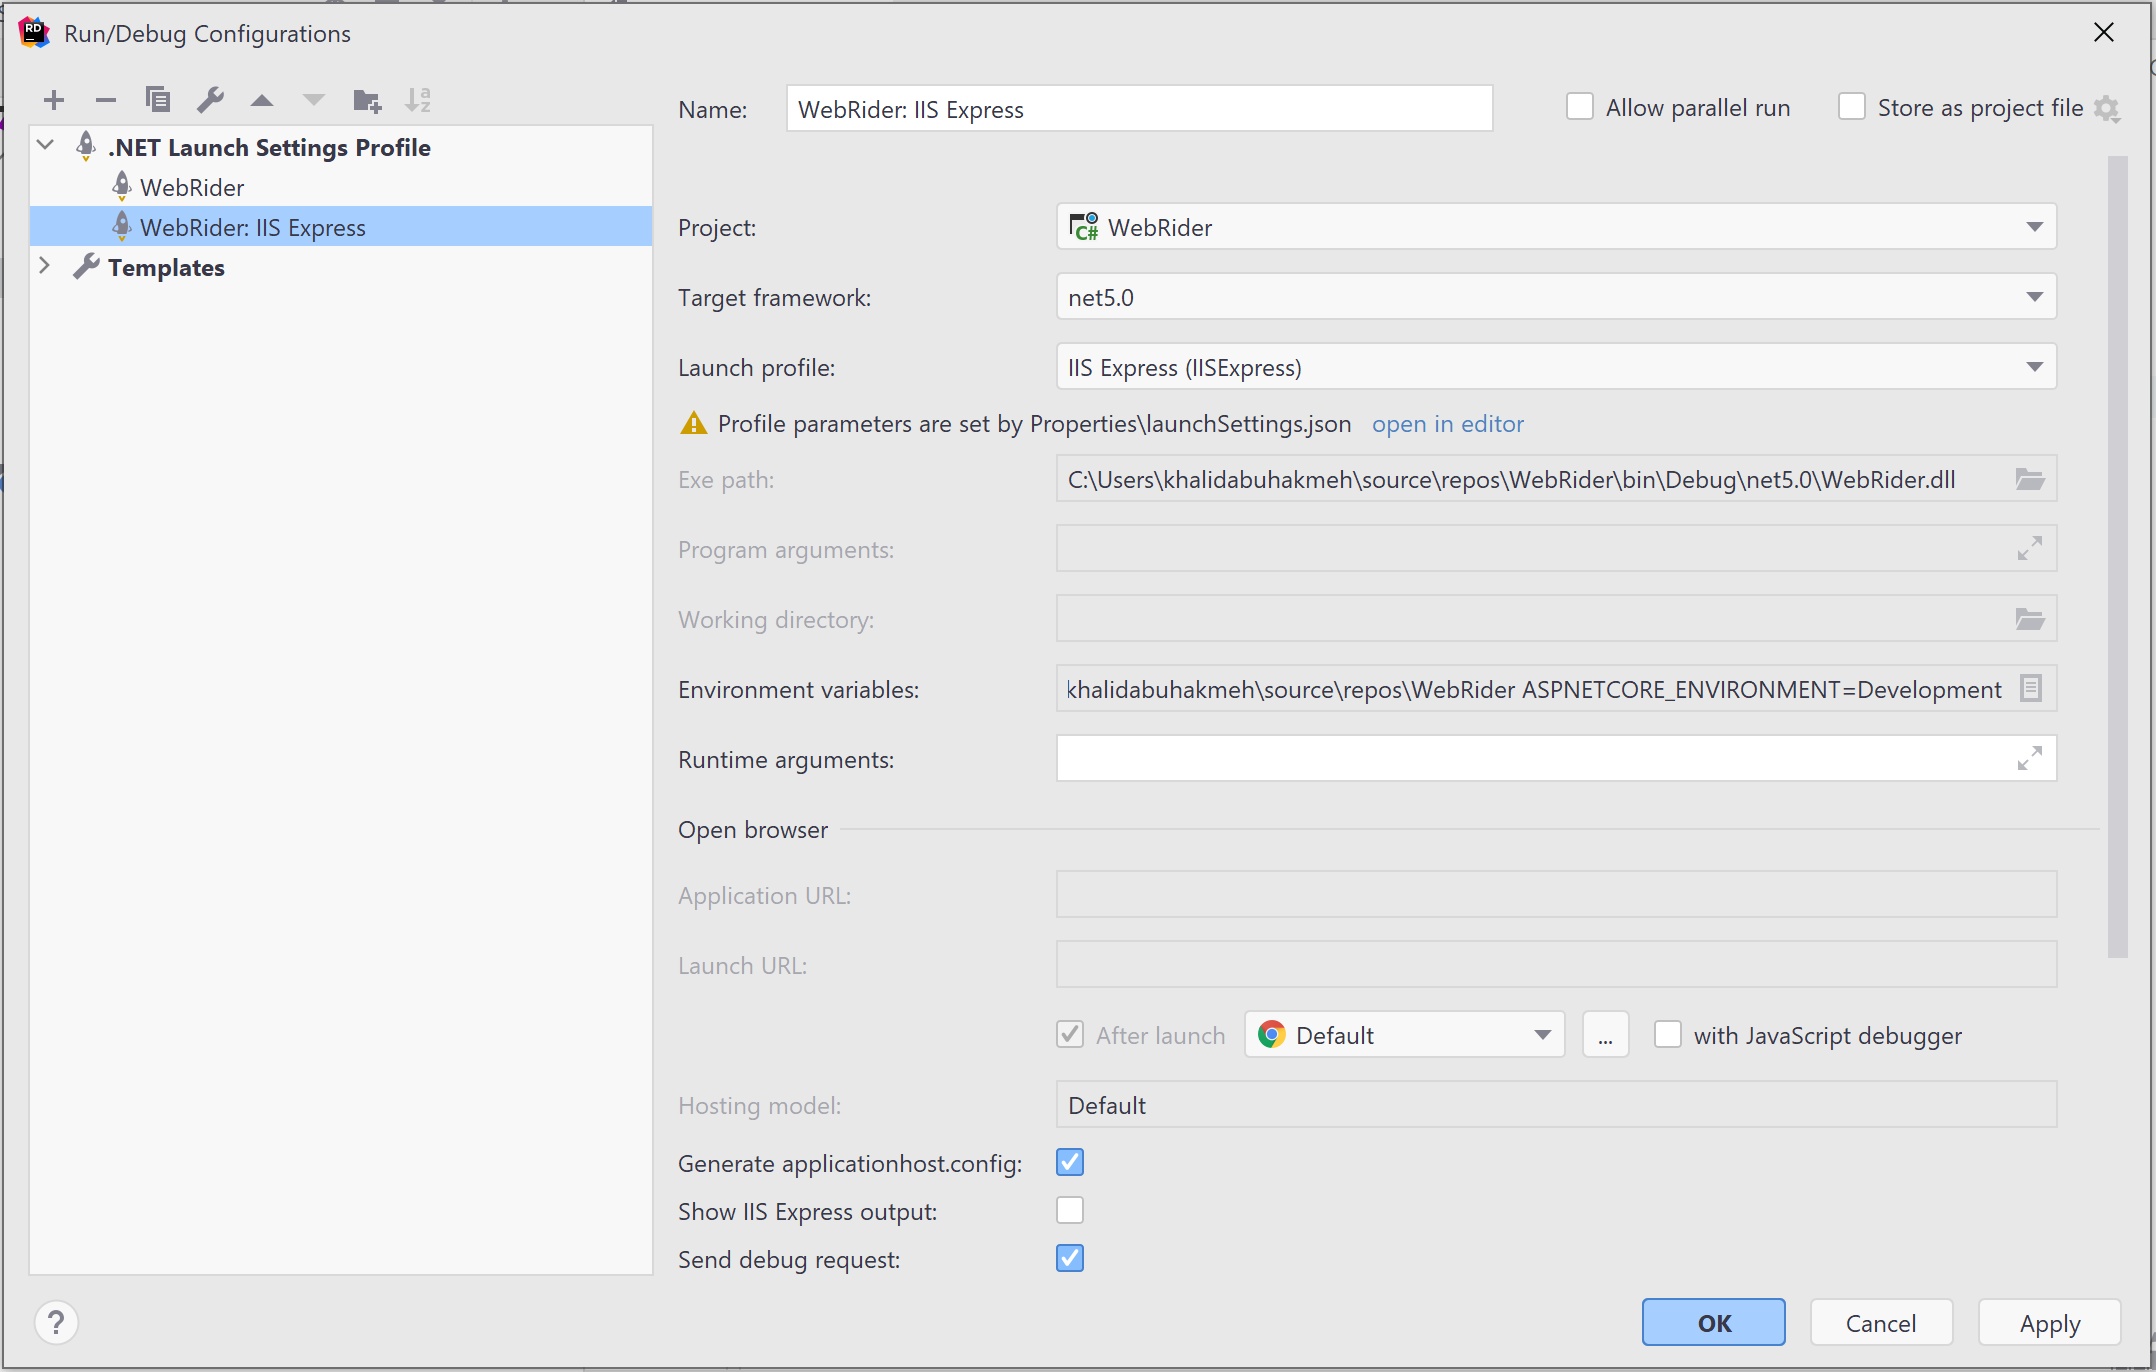 Run/Debug Configurations
Name: WebRider: IIS Express Allow parallel run Store as project file
.NET Launch Settings Profile
WebRider
WebRider: IIS Express
Templates
Project: WebRider
Target framework: net5.0
Launch profile: IIS Express (IISExpress)
Profile parameters are set by Properties\launchSettings.json open in editor
Exe path: C:\Users\khalidabuhakmeh\source\repos\WebRider\bin\Debug\net5.0\WebRider.dll
Program arguments:
Working directory:
Environment variables: khalidabuhakmeh\source\repos\WebRider ASPNETCORE_ENVIRONMENT=Development
Runtime arguments:
Open browser
Application URL:
Launch URL:
After launch Default ... with JavaScript debugger
Hosting model: Default
Generate applicationhost.config:
Show IIS Express output:
Send debug request:
? OK Cancel Apply